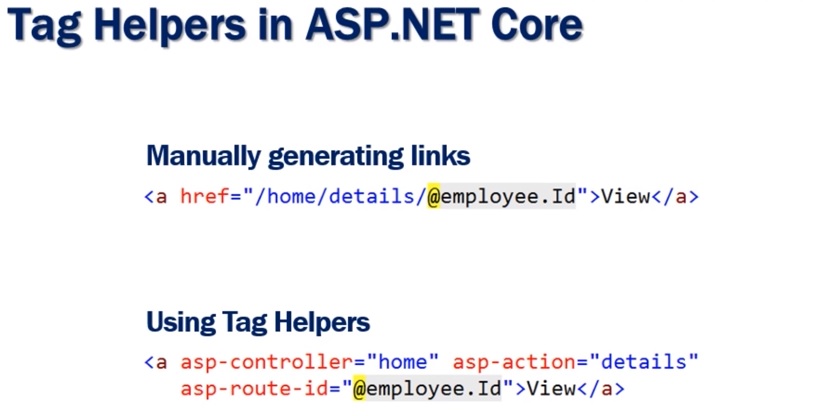 Tag Helpers in ASP.NET Core
Manually generating links
<a href="/home/details/@employee.Id">View</a>
Using Tag Helpers
<a asp-controller="home" asp-action="details"
asp-route-id="@employee.Id">View</a>